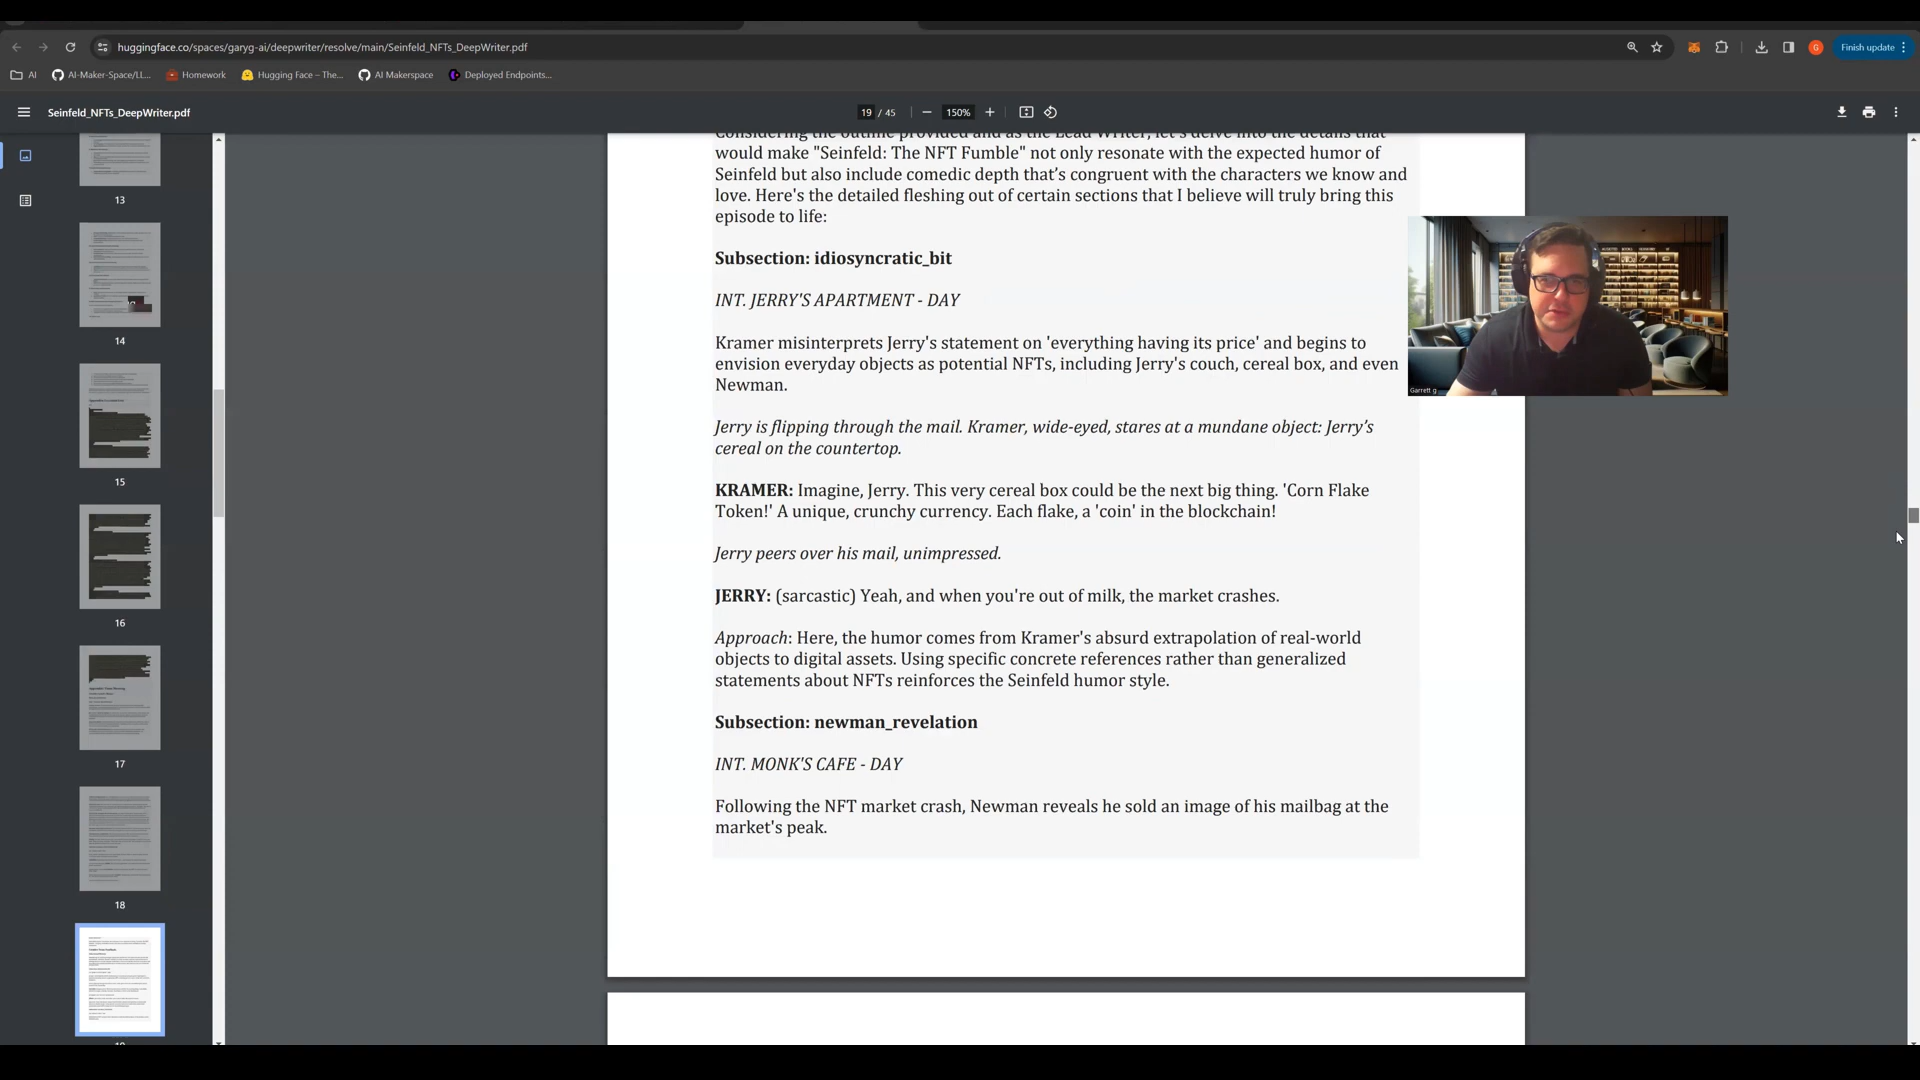 huggingface.co/spaces/garyg-ai/deepwriter/resolve/main/Seinfeld_NFTs_DeepWriter.pdf
G
Finish update
AI
AI-Maker-Space/LL...
Homework
Hugging Face – The...
AI Makerspace
Deployed Endpoints...
Seinfeld_NFTs_DeepWriter.pdf
19 / 45
150%
13
14
15
16
17
18
Considering the outline provided and as the Lead Writer, let's delve into the details that
would make "Seinfeld: The NFT Fumble" not only resonate with the expected humor of
Seinfeld but also include comedic depth that's congruent with the characters we know and
love. Here's the detailed fleshing out of certain sections that I believe will truly bring this
episode to life:
Subsection: idiosyncratic_bit
INT. JERRY'S APARTMENT - DAY
Kramer misinterprets Jerry's statement on 'everything having its price' and begins to
envision everyday objects as potential NFTs, including Jerry's couch, cereal box, and even
Newman.
Jerry is flipping through the mail. Kramer, wide-eyed, stares at a mundane object: Jerry's
cereal on the countertop.
KRAMER: Imagine, Jerry. This very cereal box could be the next big thing. 'Corn Flake
Token!' A unique, crunchy currency. Each flake, a 'coin' in the blockchain!
Jerry peers over his mail, unimpressed.
JERRY: (sarcastic) Yeah, and when you're out of milk, the market crashes.
Approach: Here, the humor comes from Kramer's absurd extrapolation of real-world
objects to digital assets. Using specific concrete references rather than generalized
statements about NFTs reinforces the Seinfeld humor style.
Subsection: newman_revelation
INT. MONK'S CAFE - DAY
Following the NFT market crash, Newman reveals he sold an image of his mailbag at the
market's peak.
Garrett g